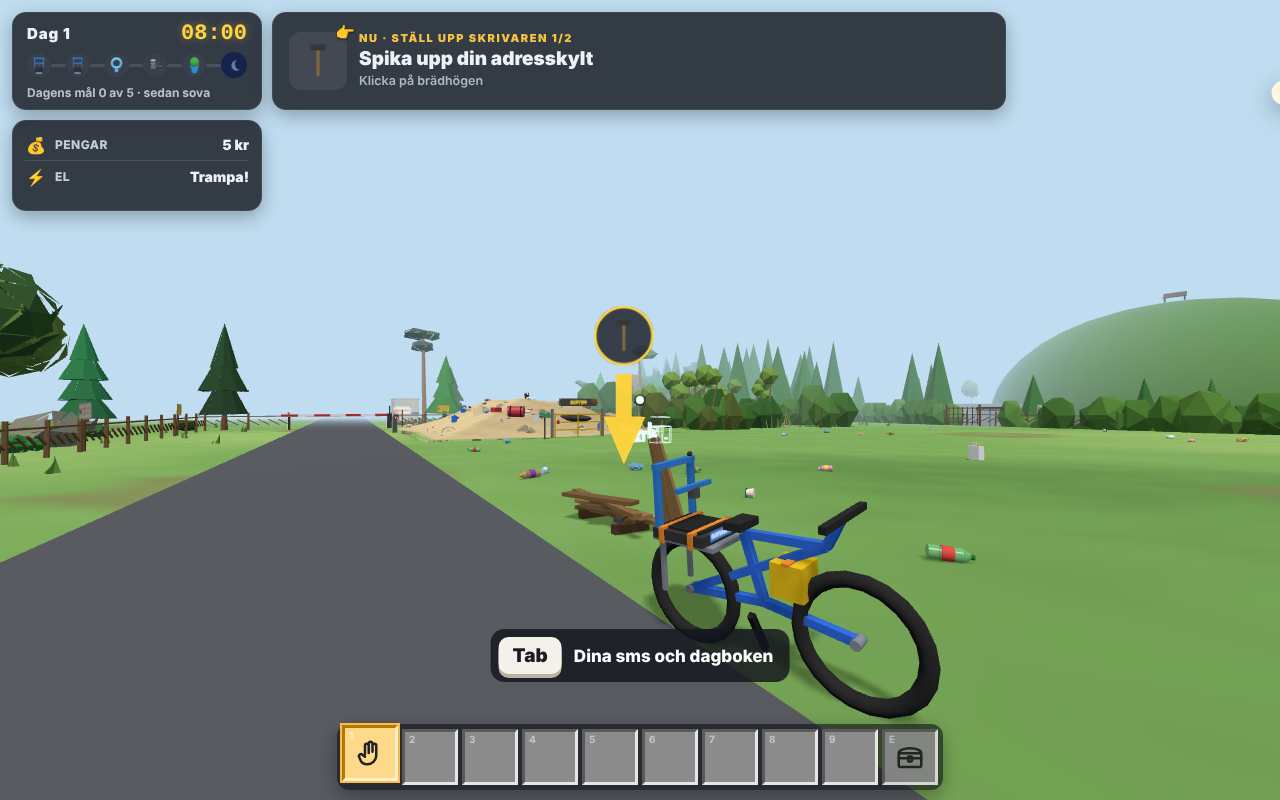 Dag 1
08:00
Dagens mål 0 av 5 · sedan sova
PENGAR
5 kr
EL
Trampa!
NU · STÄLL UPP SKRIVAREN 1/2
Spika upp din adresskylt
Klicka på brädhögen
Tab
Dina sms och dagboken
1
2
3
4
5
6
7
8
9
E